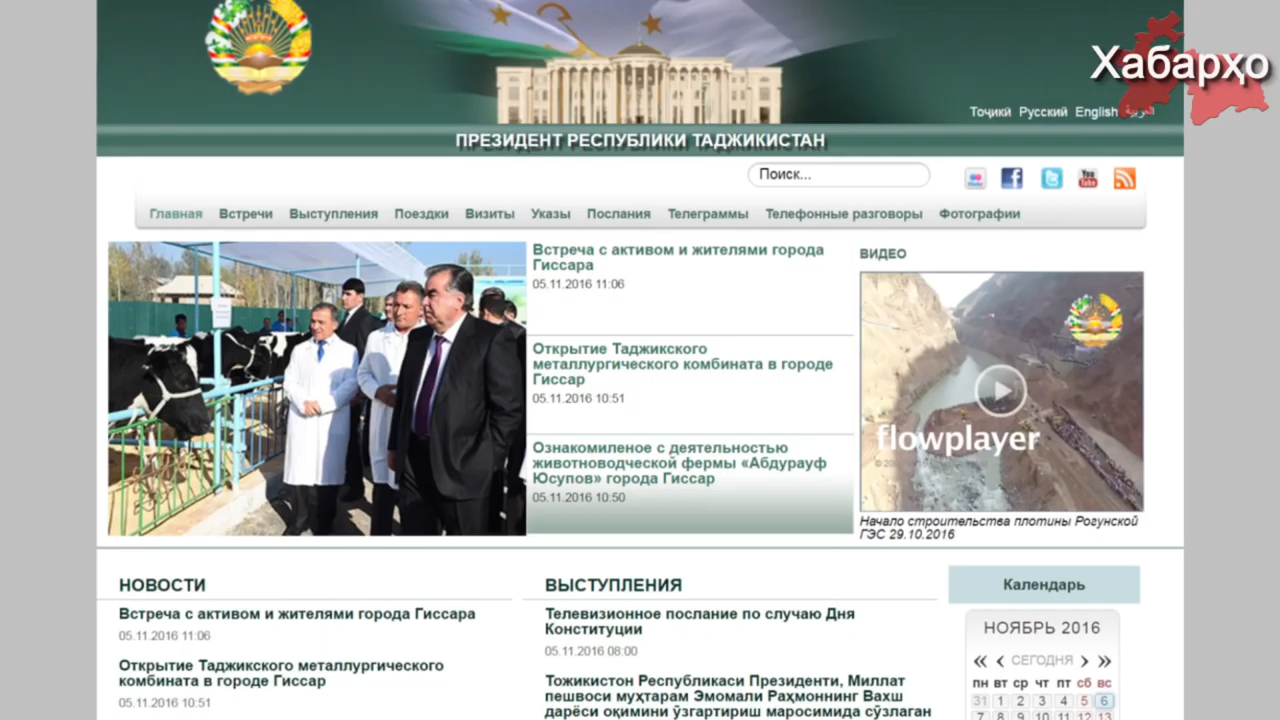 Хабарҳо
Тоҷикӣ Русский English العربية
ПРЕЗИДЕНТ РЕСПУБЛИКИ ТАДЖИКИСТАН
Поиск...
Главная Встречи Выступления Поездки Визиты Указы Послания Телеграммы Телефонные разговоры Фотографии
Встреча с активом и жителями города
Гиссара
05.11.2016 11:06
Открытие Таджикского
металлургического комбината в городе
Гиссар
05.11.2016 10:51
Ознакомиленое с деятельностью
животноводческой фермы «Абдурауф
Юсупов» города Гиссар
05.11.2016 10:50
ВИДЕО
flowplayer
Начало строительства плотины Рогунской
ГЭС 29.10.2016
НОВОСТИ
Встреча с активом и жителями города Гиссара
05.11.2016 11:06
Открытие Таджикского металлургического
комбината в городе Гиссар
05.11.2016 10:51
ВЫСТУПЛЕНИЯ
Телевизионное послание по случаю Дня
Конституции
05.11.2016 08:00
Тожикистон Республикаси Президенти, Миллат
пешвоси муҳтарам Эмомали Раҳмоннинг Вахш
дарёси оқимини ўзгартириш маросимида сўзлаган
Календарь
НОЯБРЬ 2016
« ‹ СЕГОДНЯ › »
пн вт ср чт пт сб вс
31 1 2 3 4 5 6
7 8 9 10 11 12 13